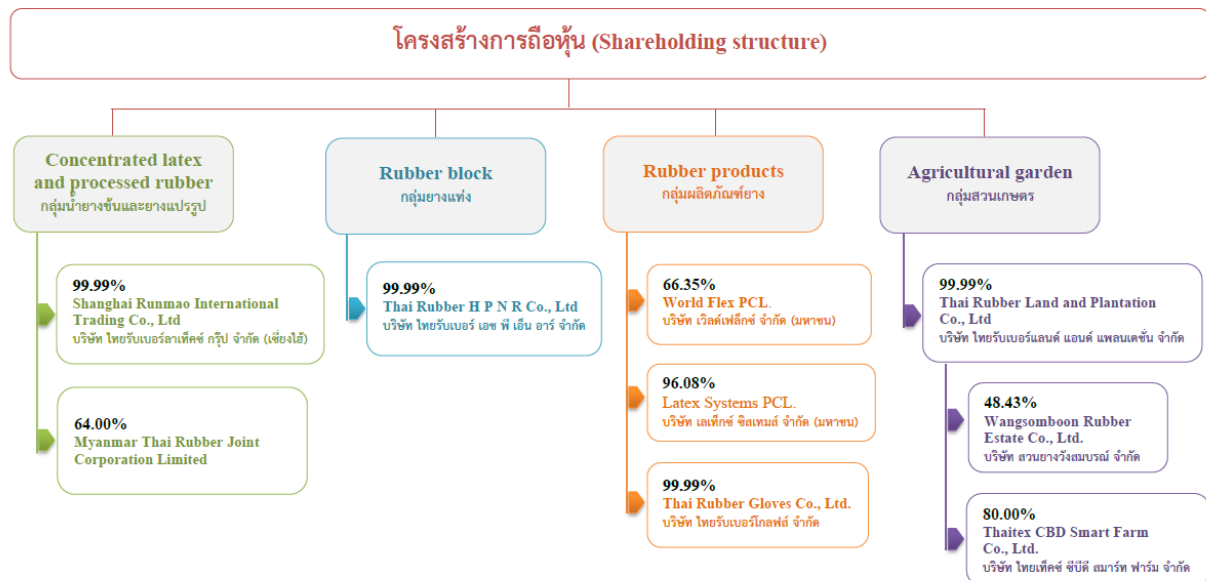 โครงสร้างการถือหุ้น (Shareholding structure)
Concentrated latex
and processed rubber
กลุ่มน้ำยางข้นและยางแปรรูป
99.99%
Shanghai Runmao International
Trading Co., Ltd
บริษัท ไทยรับเบอร์ลาเท็คซ์ กรุ๊ป จำกัด (เซี่ยงไฮ้)
64.00%
Myanmar Thai Rubber Joint
Corporation Limited
Rubber block
กลุ่มยางแท่ง
99.99%
Thai Rubber H P N R Co., Ltd
บริษัท ไทยรับเบอร์ เอช พี เอ็น อาร์ จำกัด
Rubber products
กลุ่มผลิตภัณฑ์ยาง
66.35%
World Flex PCL.
บริษัท เวิลด์เฟล็กซ์ จำกัด (มหาชน)
96.08%
Latex Systems PCL.
บริษัท เลเท็กซ์ ซิสเทมส์ จำกัด (มหาชน)
99.99%
Thai Rubber Gloves Co., Ltd.
บริษัท ไทยรับเบอร์โกลฟส์ จำกัด
Agricultural garden
กลุ่มสวนเกษตร
99.99%
Thai Rubber Land and Plantation
Co., Ltd
บริษัท ไทยรับเบอร์แลนด์ แอนด์ แพลนเตชั่น จำกัด
48.43%
Wangsomboon Rubber
Estate Co., Ltd.
บริษัท สวนยางวังสมบรณ์ จำกัด
80.00%
Thaitex CBD Smart Farm
Co., Ltd.
บริษัท ไทยเท็คซ์ ซีบีดี สมาร์ท ฟาร์ม จำกัด